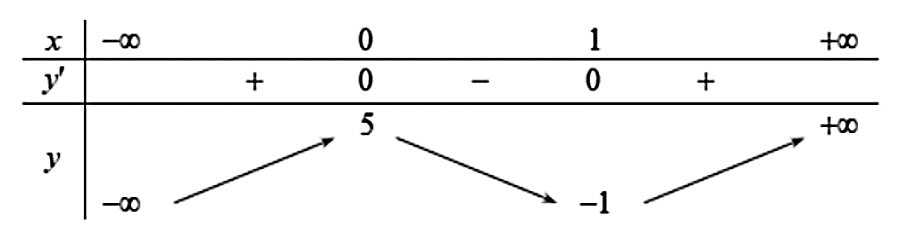 x −∞ 0 1 +∞
y′ + 0 − 0 +
5 +∞
y
−∞ −1